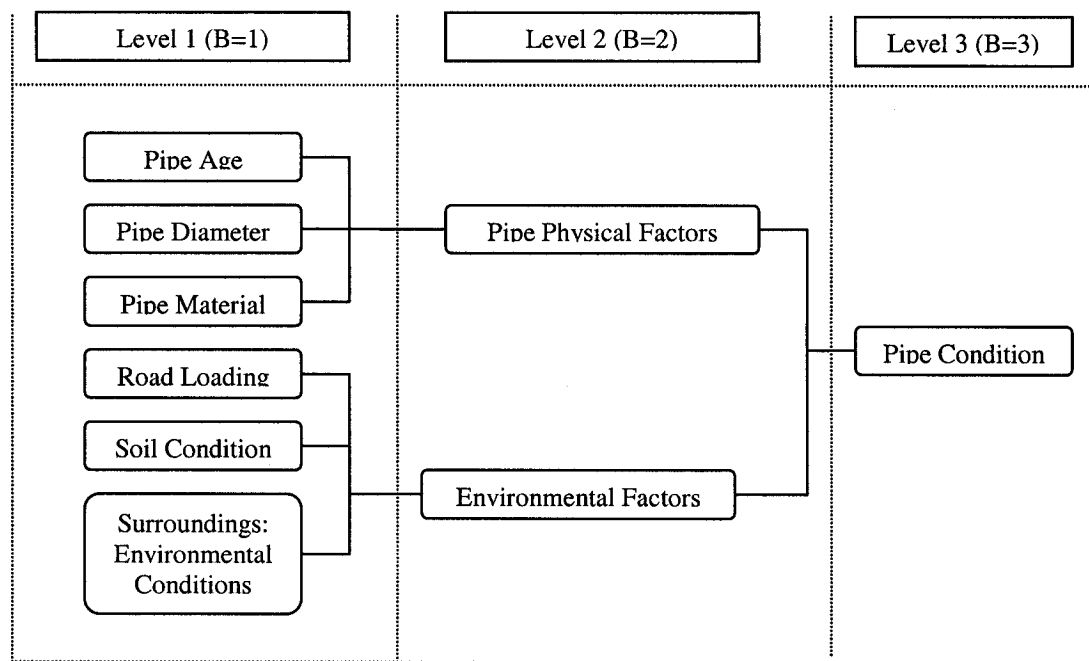 Level 1 (B=1)
Level 2 (B=2)
Level 3 (B=3)
Pipe Age
Pipe Diameter
Pipe Material
Road Loading
Soil Condition
Surroundings:
Environmental
Conditions
Pipe Physical Factors
Environmental Factors
Pipe Condition